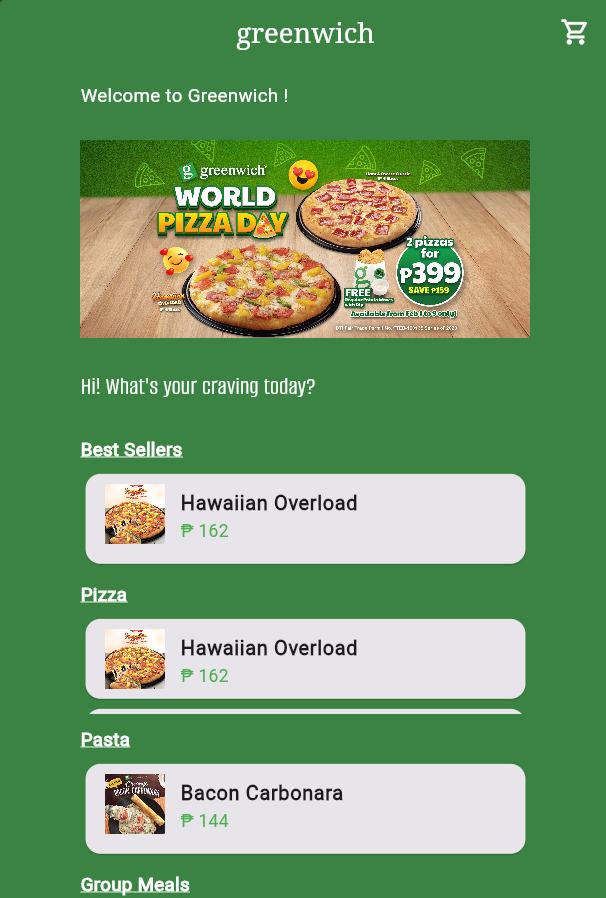 greenwich
Welcome to Greenwich !
greenwich
WORLD
PIZZA DAY
2 pizzas
for
₱399
SAVE ₱159
FREE
Available from Feb 1 to 9 only!
Hi! What's your craving today?
Best Sellers
Hawaiian Overload
₱ 162
Pizza
Hawaiian Overload
₱ 162
Pasta
Bacon Carbonara
₱ 144
Group Meals